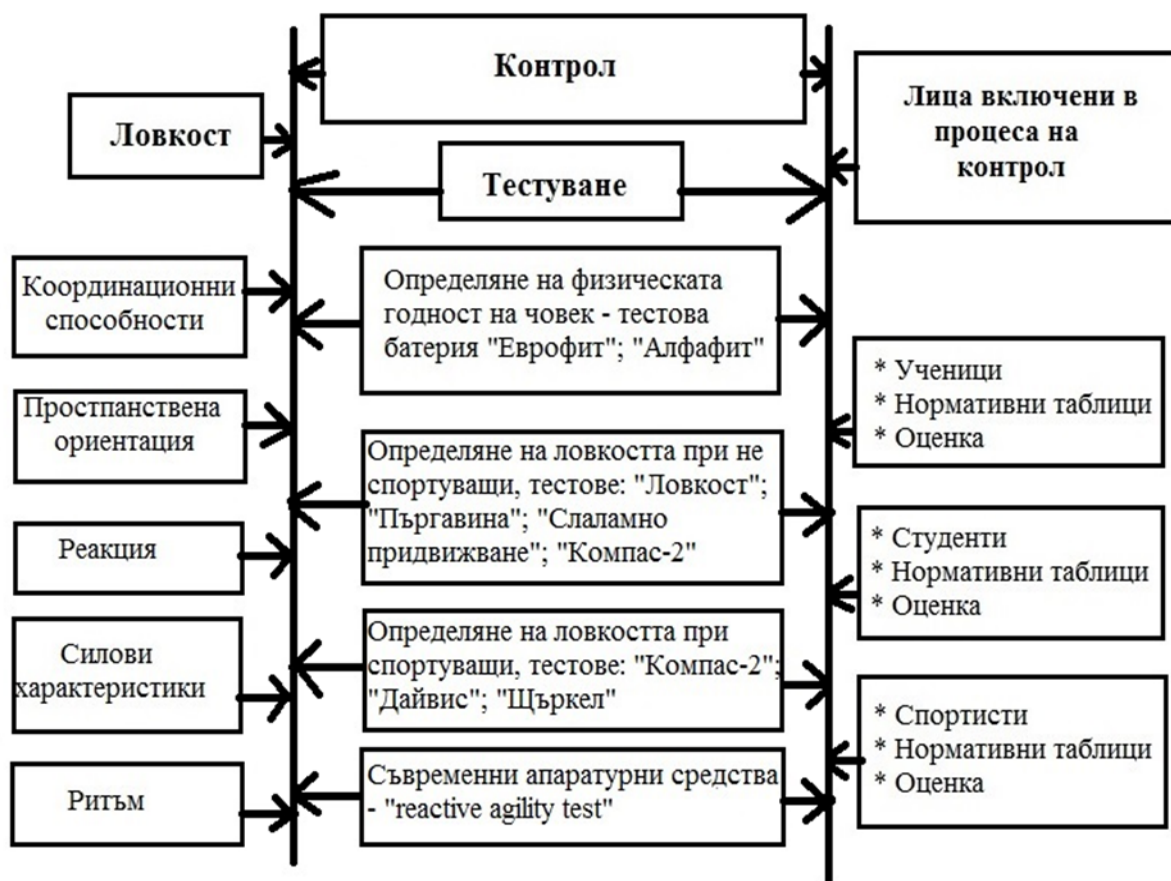 Контрол
Ловкост
Лица включени в
процеса на
контрол
Тестуване
Координационни
способности
Определяне на физическата
годност на човек - тестова
батерия "Еврофит"; "Алфафит"
* Ученици
* Нормативни таблици
* Оценка
Простпанствена
ориентация
Определяне на ловкостта при не
спортуващи, тестове: "Ловкост";
"Пъргавина"; "Слаламно
придвижване"; "Компас-2"
Реакция
* Студенти
* Нормативни таблици
* Оценка
Силови
характеристики
Определяне на ловкостта при
спортуващи, тестове: "Компас-2";
"Дайвис"; "Щъркел"
* Спортисти
* Нормативни таблици
* Оценка
Ритъм
Съвременни апаратурни средства
- "reactive agility test"